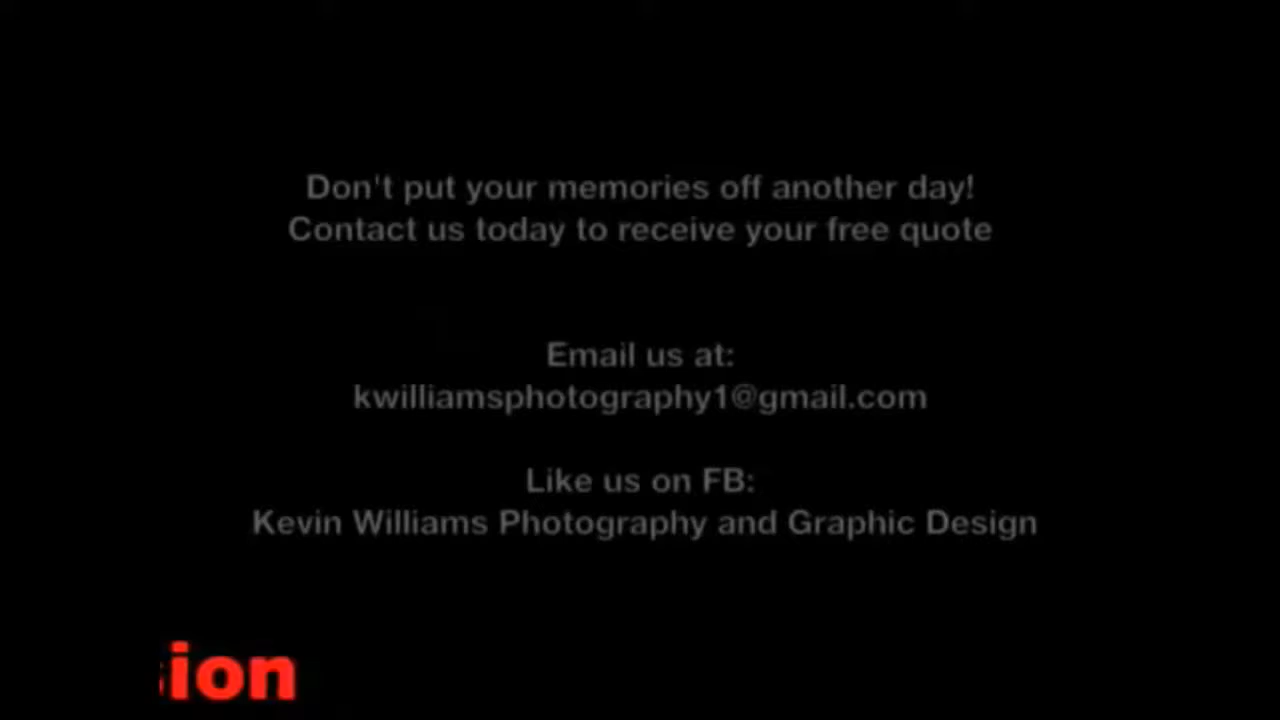 Don't put your memories off another day!
Contact us today to receive your free quote
Email us at:
kwilliamsphotography1@gmail.com
Like us on FB:
Kevin Williams Photography and Graphic Design
sion